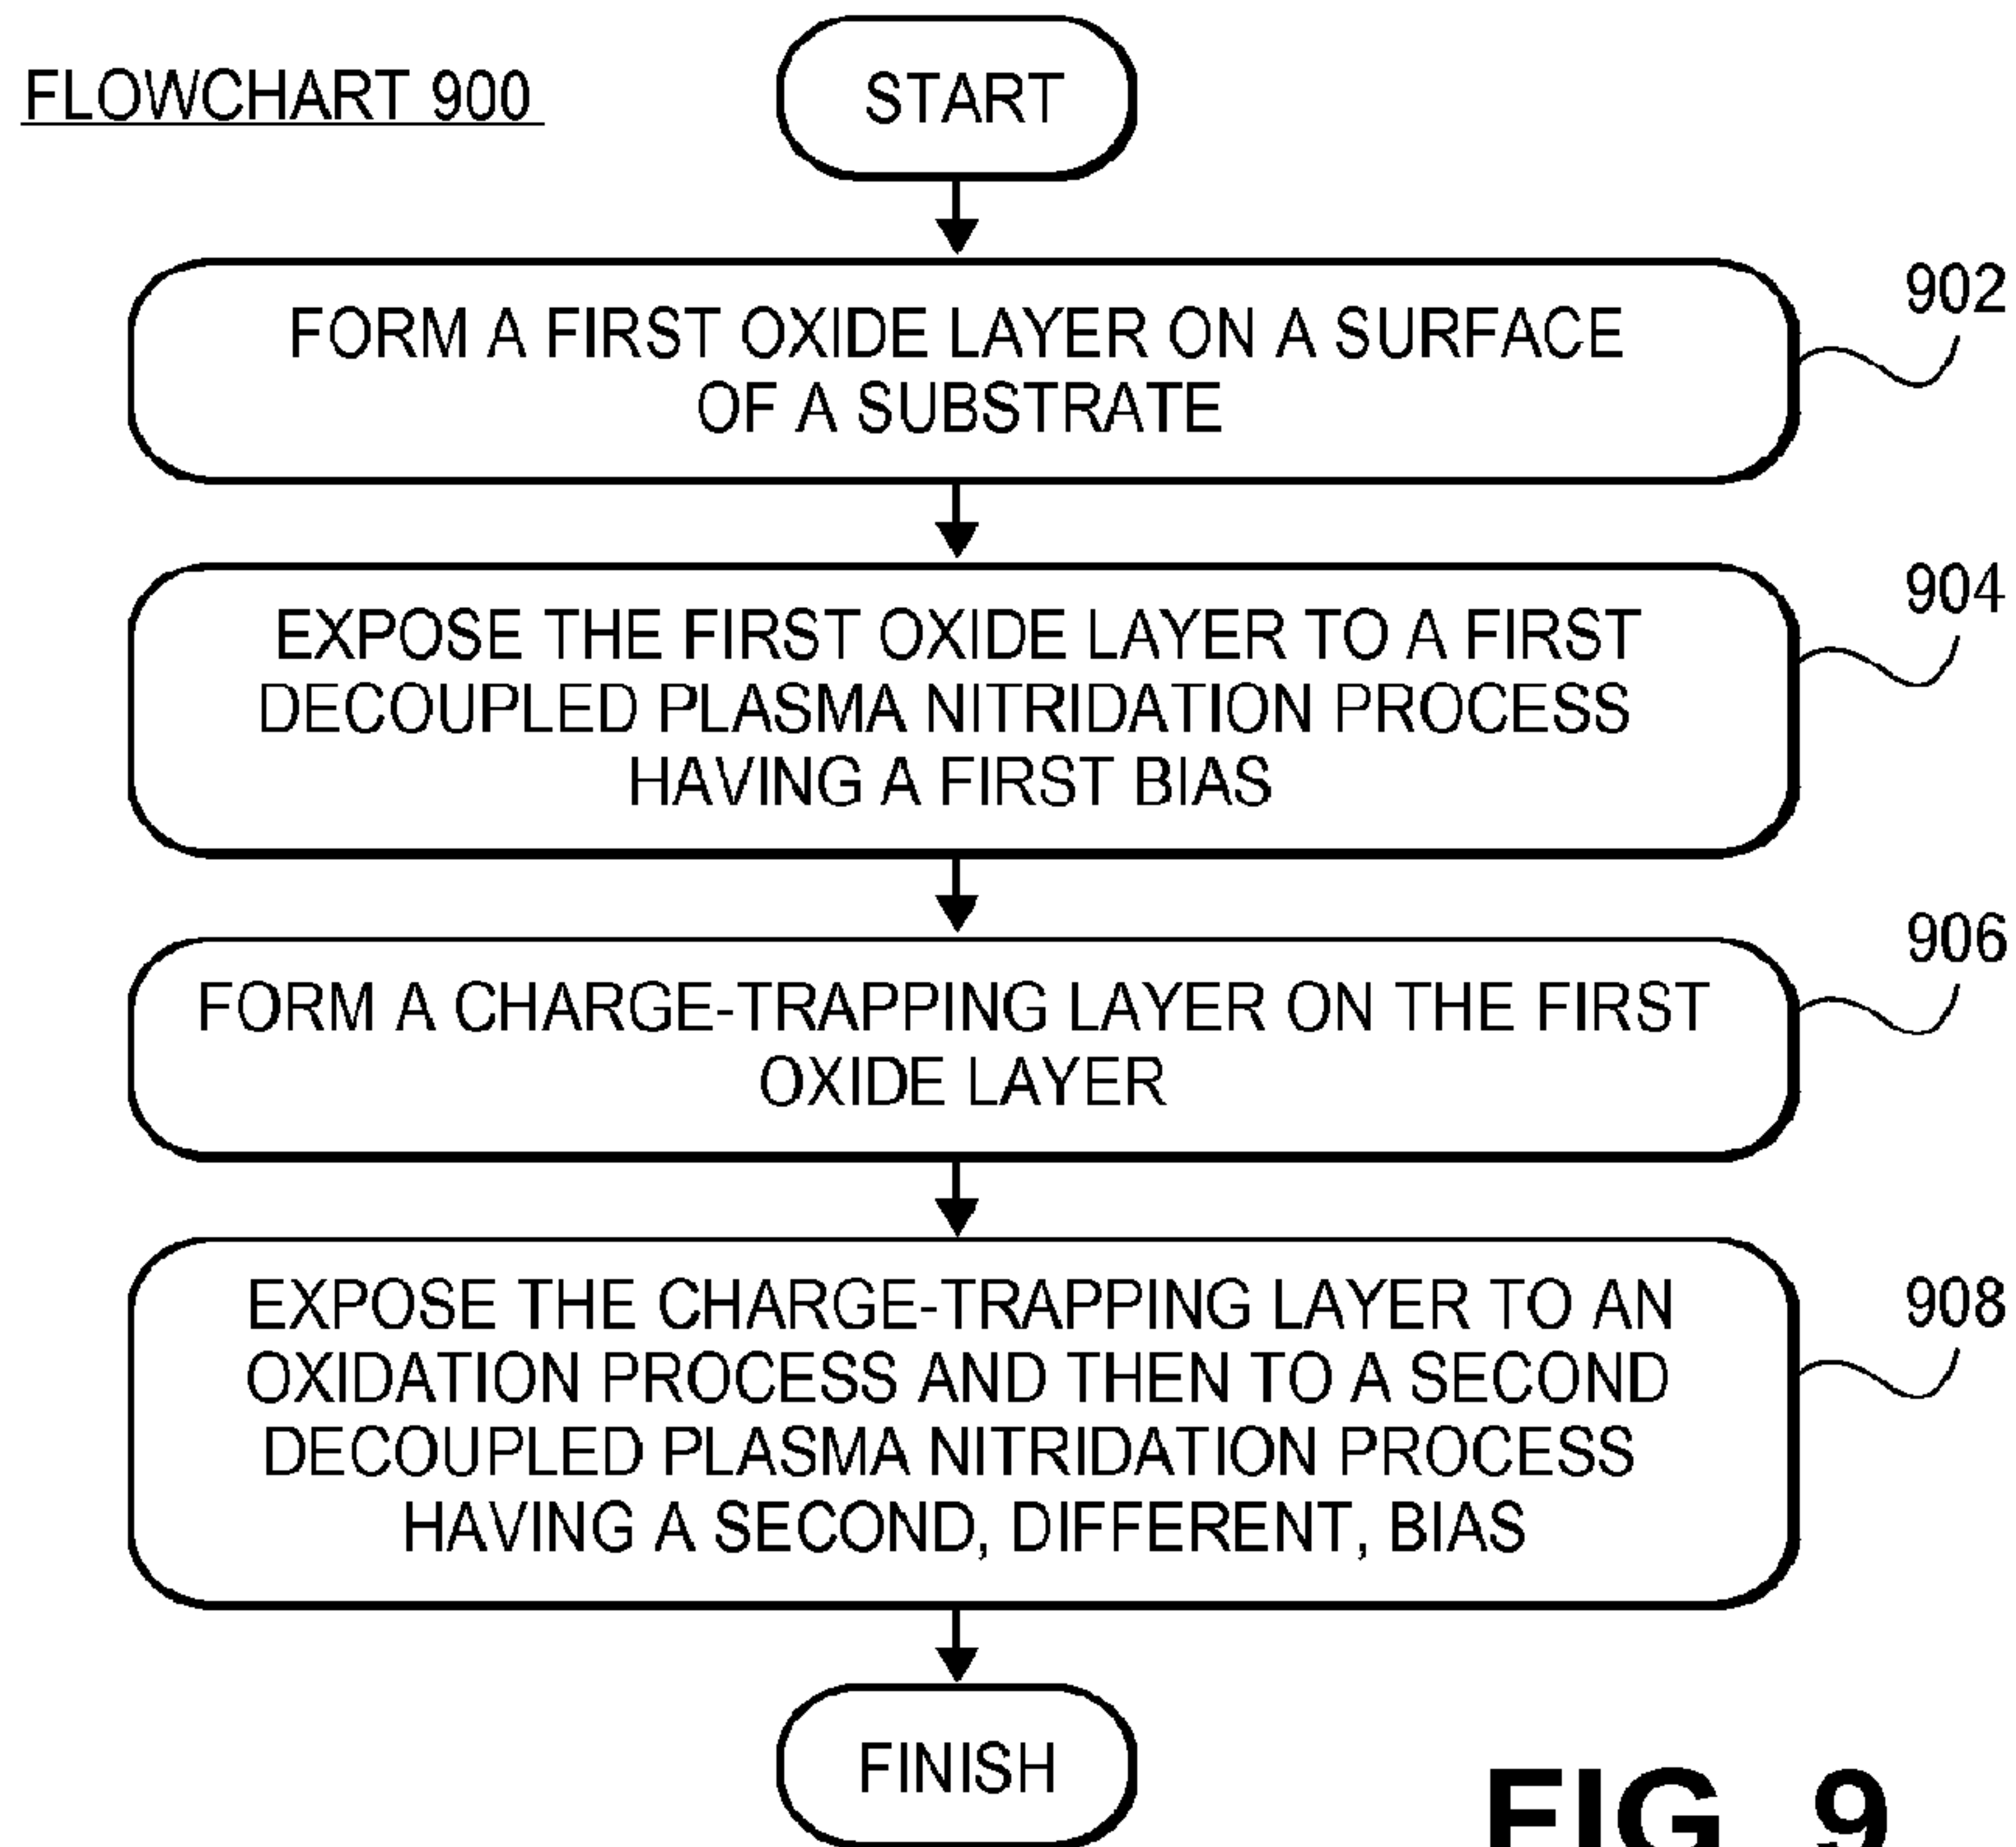 FLOWCHART 900
START
FORM A FIRST OXIDE LAYER ON A SURFACE
OF A SUBSTRATE
902
EXPOSE THE FIRST OXIDE LAYER TO A FIRST
DECOUPLED PLASMA NITRIDATION PROCESS
HAVING A FIRST BIAS
904
FORM A CHARGE-TRAPPING LAYER ON THE FIRST
OXIDE LAYER
906
EXPOSE THE CHARGE-TRAPPING LAYER TO AN
OXIDATION PROCESS AND THEN TO A SECOND
DECOUPLED PLASMA NITRIDATION PROCESS
HAVING A SECOND, DIFFERENT, BIAS
908
FINISH
FIG. 9